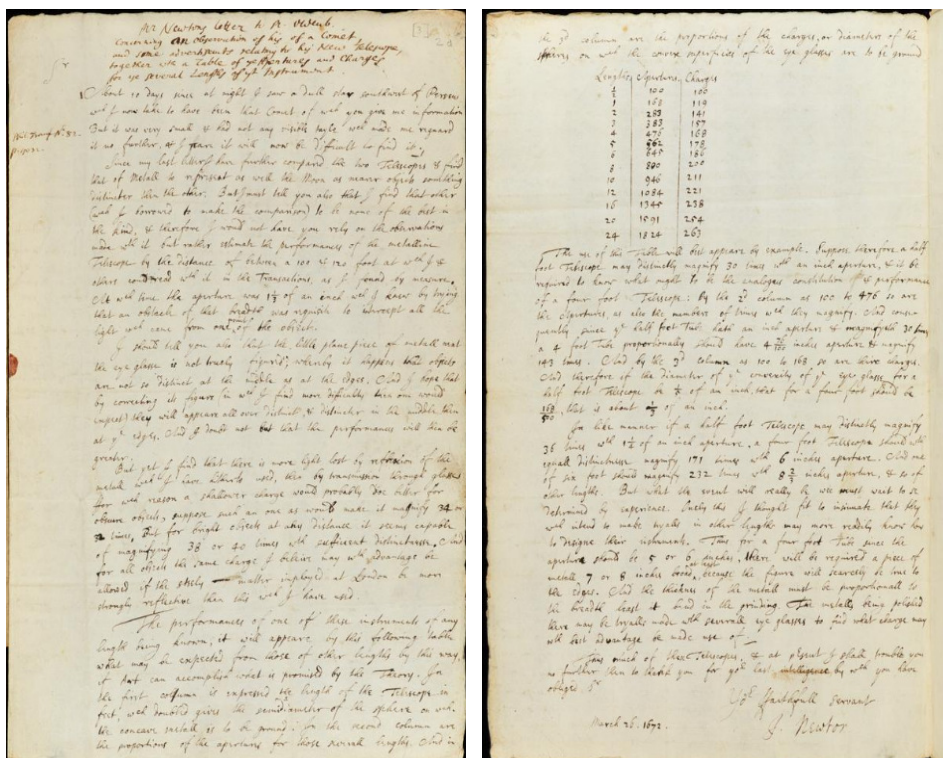 Mr Newtons letter to Mr. Oldenb.
concerning an observation of his of a Comet,
and some advertisments relating to his New Telescope,
together with a Table of ye Apertures and Charges
for ye several Lengths of yt Instrument.
About 10 days since at night I saw a dull star southwest of Perseus
wch I now take to have been that Comet of wch you give me information
But it was very small & had not any visible tayle wch made me reguard
it no further, & I feare it will now be difficult to find it.
Since my last letter I have further compared the two Telescopes & find
that of Metall to represent as well the Moon as nearer objects something
distincter then the other. But I must tell you also that I find that other
(wch I borrowed to make the comparison) to be none of the best in
the kind, & therefore I would not have you rely on the observations
made wth it but rather estimate the performances of the metalline
Telescope by the distance of between a 100 & 120 foot at wch I &
others could read wth it in the Transactions, as I found by measure.
At wch time the aperture was 1⅓ of an inch wch I knew by trying
that an obstacle of that breadth was requisite to intercept all the
light wch came from one point of the object.
I should tell you also that the little plane piece of metall next
the eye glasse is not truely figured; whereby it happens that objects
are not so distinct at the middle as at the edges. And I hope that
by correcting its figure in wch I find more difficulty then one would
expect) they will appeare all over distinct, & distincter in the middle then
at ye edges. And I doubt not but that the performances will then be
greater.
But yet I find that there is more light lost by reflexion of the
metall wch I have hitherto used, then by transmission through glasses
for wch reason a shallower charge would probably doe better for
obscure objects, suppose such an one as would make it magnify 34 or
times. But for bright objects at any distance it seems capable
of magnifying 38 or 40 times wth sufficient distinctnesse. And
for all objects the same charge I beleive may wth advantage be
allowed if the steely matter imployed at London be more
strongly reflective than this wch I have used.
The performances of one of these instruments of any
length being known, it will appeare by this following table
what may be expected from those of other lengths by this way,
if Art can accomplish what is promised by the Theory. In
the first column is expressed the length of the Telescope in
feet, wch doubled gives the semidiameter of the sphere on wch
the concave metall is to be ground. In the second column are
the proportions of the apertures for those severall lengths. And in
the 3d column are the proportions of the charges, or diameters of the
spheres on wch the convex superficies of the eye glasses are to be ground
Lengths Apertures Charges
½ 100 100
1 168 119
2 283 141
3 383 157
4 476 168
5 562 178
6 645 186
8 800 200
10 946 211
12 1084 221
16 1345 238
20 1591 254
24 1824 263
The use of this Table will best appeare by example. Suppose therefore a half
foot Telescope may distinctly magnify 30 times with an inch aperture, & it be
required to know what ought to be the analogous constitution & performance
of a four foot Telescope: By the 2d column as 100 to 476 so are
the Apertures, as also the numbers of times wch they magnify. And conse-
quently since ye half foot Tube hath an inch aperture & magnifyeth 30 times
a 4 foot Tube proportionally should have 4 inches aperture & magnify
143 times. And by the 3d column as 100 to 168 so are their charges.
And therefore if the diameter of ye convexity of ye eye glasse for a
half foot Telescope be of an inch, that for a four foot should be
that is about of an inch.
In like manner if a half foot Telescope may distinctly magnify
36 times wth 1¼ of an inch aperture, a four foot Telescope should wth
equall distinctnesse magnify 171 times wth 6 inches aperture. And one
of six foot should magnify 232 times wth 8 inches aperture, & so of
other lengths. But what the event will really be we must wait to be
determined by experience. Onely this I thought fit to intimate that they
wch intend to make tryalls in other lengths may more readily know how
to designe their instruments. Thus for a four foot Tube since the
aperture should be 5 or 6 inches, there will be required a piece of
metall 7 or 8 inches broad at least, because the figure will scarcely be true to
the edges. And the thicknes of the metall must be proportionall to
the breadth least it bend in the grinding. The metalls being polished
there may be tryalls made with severall eye glasses to find what charge may
wth best advantage be made use of.
Thus much of these Telescopes, & at present I shall trouble you
no further then to thank you for yor last intelligence by wch you have
obliged Sr
Yor Faithfull servant
March 26. 1672.
I. Newton